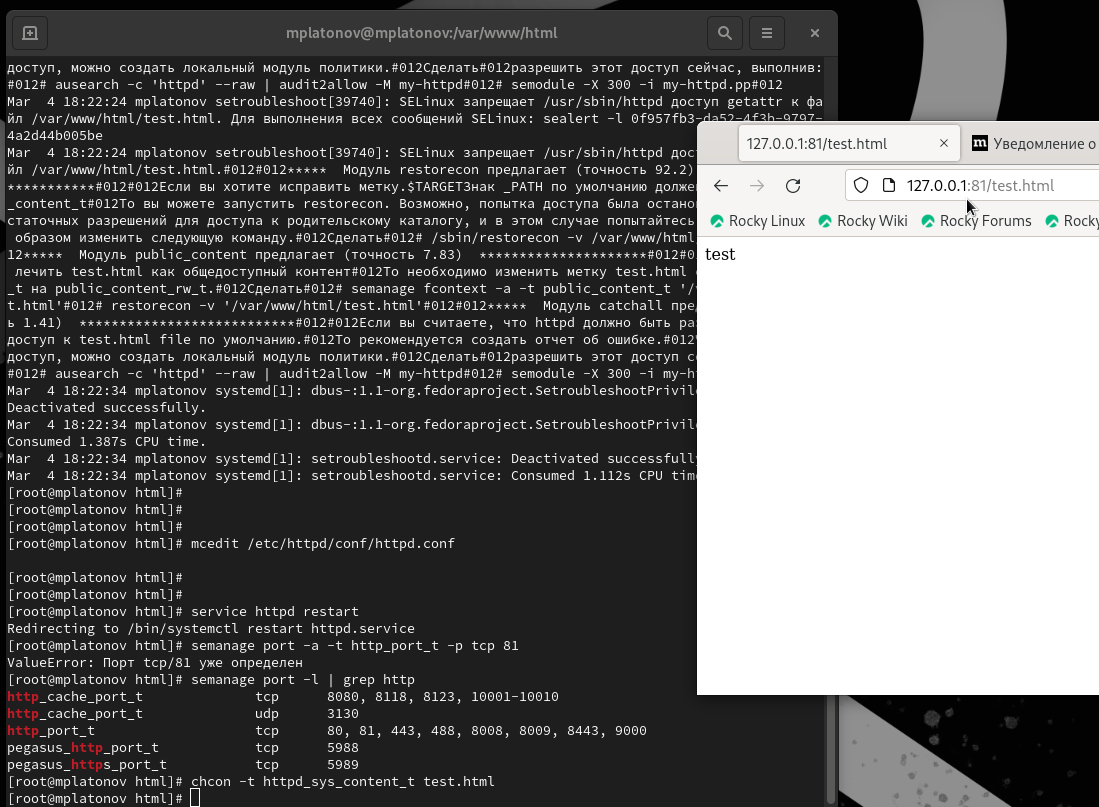 mplatonov@mplatonov:/var/www/html
доступ, можно создать локальный модуль политики.#012Сделать#012разрешить этот доступ сейчас, выполнив:
#012# ausearch -c 'httpd' --raw | audit2allow -M my-httpd#012# semodule -X 300 -i my-httpd.pp#012
Mar  4 18:22:24 mplatonov setroubleshoot[39740]: SELinux запрещает /usr/sbin/httpd доступ getattr к фа
йл /var/www/html/test.html. Для выполнения всех сообщений SELinux: sealert -l 0f957fb3-da52-4f3b-9797-
4a2d44b005be
Mar  4 18:22:34 mplatonov setroubleshoot[39740]: SELinux запрещает /usr/sbin/httpd дос
йл /var/www/html/test.html.#012#012*****  Модуль restorecon предлагает (точность 92.2)
***********#012#012Если вы хотите исправить метку.$TARGETЗнак _PATH по умолчанию долже
_content_t#012То вы можете запустить restorecon. Возможно, попытка доступа была остано
статочных разрешений для доступа к родительскому каталогу, и в этом случае попытайтесь
образом изменить следующую команду.#012Сделать#012# /sbin/restorecon -v /var/www/html
12*****  Модуль public_content предлагает (точность 7.83)  *********************#012#0
лечить test.html как общедоступный контент#012То необходимо изменить метку test.html
_t на public_content_rw_t.#012Сделать#012# semanage fcontext -a -t public_content_t '/
t.html'#012# restorecon -v '/var/www/html/test.html'#012#012*****  Модуль catchall пре
ь 1.41)  ***************************#012#012Если вы считаете, что httpd должно быть ра
доступ к test.html file по умолчанию.#012То рекомендуется создать отчет об ошибке.#012
доступ, можно создать локальный модуль политики.#012Сделать#012разрешить этот доступ с
#012# ausearch -c 'httpd' --raw | audit2allow -M my-httpd#012# semodule -X 300 -i my-h
Mar  4 18:22:34 mplatonov systemd[1]: dbus-:1.1-org.fedoraproject.SetroubleshootPrivil
Deactivated successfully.
Mar  4 18:22:34 mplatonov systemd[1]: dbus-:1.1-org.fedoraproject.SetroubleshootPrivil
Consumed 1.387s CPU time.
Mar  4 18:22:34 mplatonov systemd[1]: setroubleshootd.service: Deactivated successfull
Mar  4 18:22:34 mplatonov systemd[1]: setroubleshootd.service: Consumed 1.112s CPU tim
[root@mplatonov html]#
[root@mplatonov html]#
[root@mplatonov html]#
[root@mplatonov html]# mcedit /etc/httpd/conf/httpd.conf
[root@mplatonov html]#
[root@mplatonov html]#
[root@mplatonov html]# service httpd restart
Redirecting to /bin/systemctl restart httpd.service
[root@mplatonov html]# semanage port -a -t http_port_t -p tcp 81
ValueError: Порт tcp/81 уже определен
[root@mplatonov html]# semanage port -l | grep http
http_cache_port_t              tcp      8080, 8118, 8123, 10001-10010
http_cache_port_t              udp      3130
http_port_t                    tcp      80, 81, 443, 488, 8008, 8009, 8443, 9000
pegasus_http_port_t            tcp      5988
pegasus_https_port_t           tcp      5989
[root@mplatonov html]# chcon -t httpd_sys_content_t test.html
[root@mplatonov html]#
127.0.0.1:81/test.html
m Уведомление о
127.0.0.1:81/test.html
Rocky Linux Rocky Wiki Rocky Forums Rocky
test